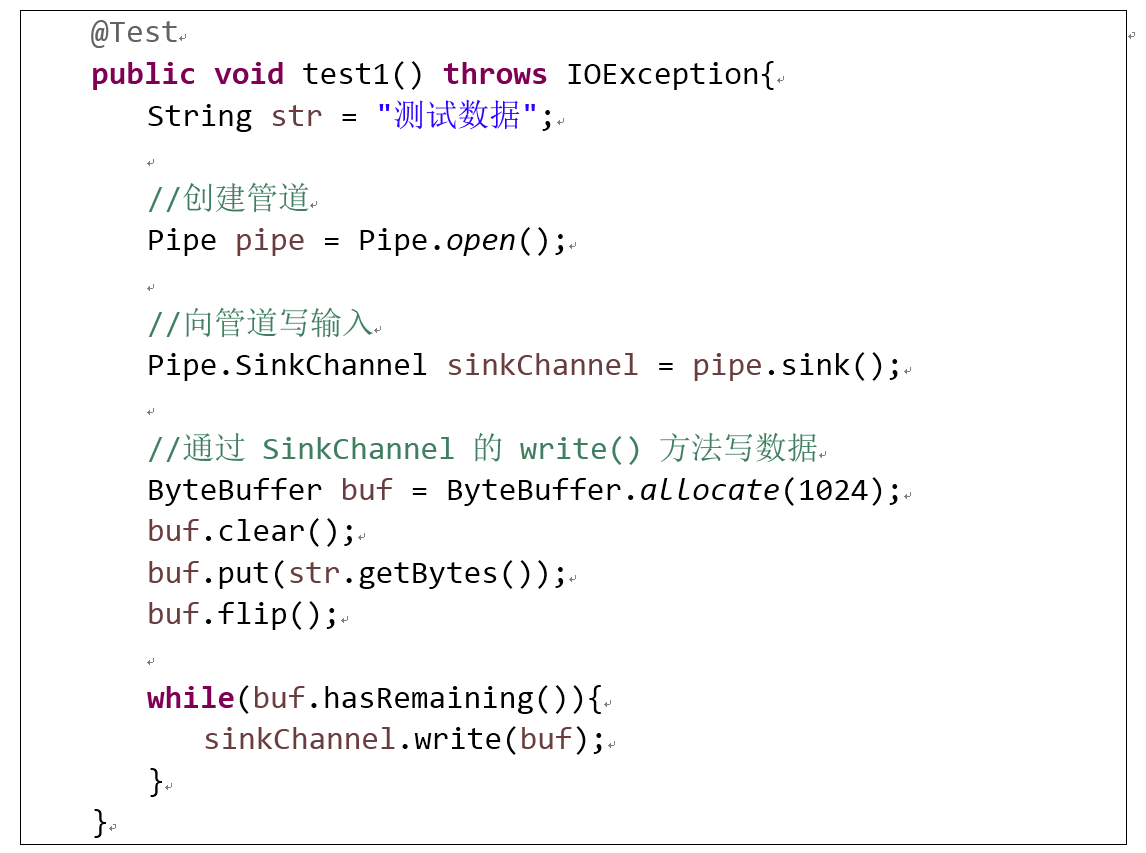 @Test
public void test1() throws IOException{
String str = "测试数据";
//创建管道
Pipe pipe = Pipe.open();
//向管道写输入
Pipe.SinkChannel sinkChannel = pipe.sink();
//通过 SinkChannel 的 write() 方法写数据
ByteBuffer buf = ByteBuffer.allocate(1024);
buf.clear();
buf.put(str.getBytes());
buf.flip();
while(buf.hasRemaining()){
sinkChannel.write(buf);
}
}